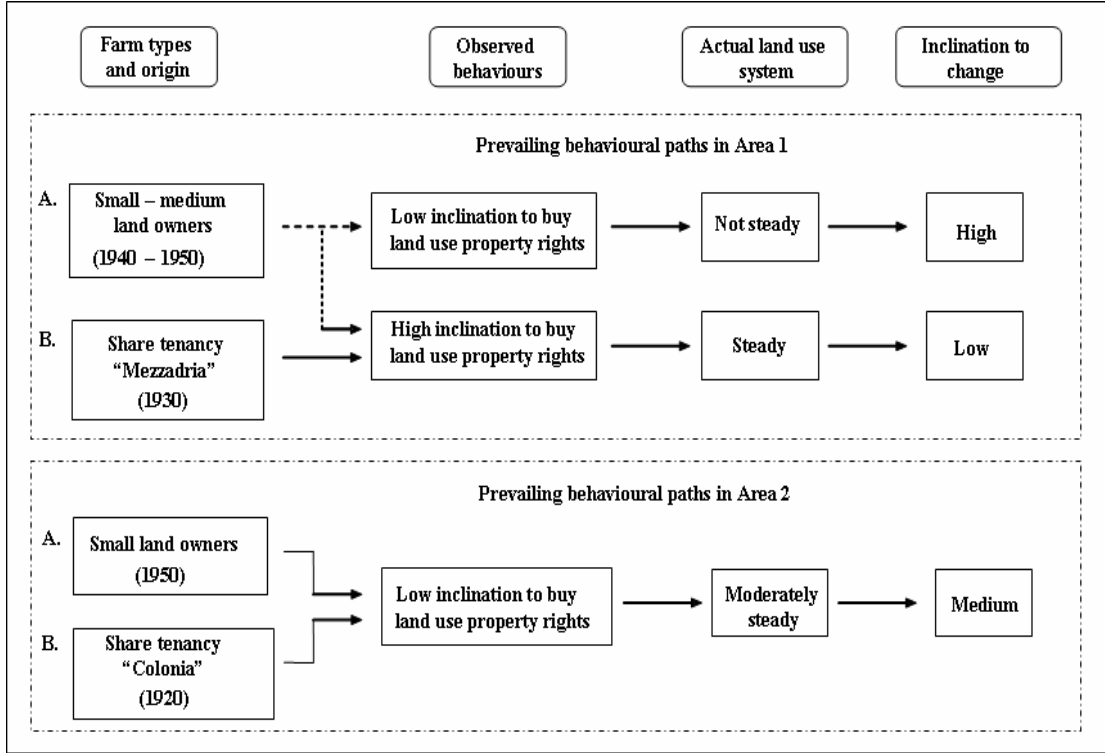 Farm types
and origin
Observed
behaviours
Actual land use
system
Inclination to
change
Prevailing behavioural paths in Area 1
A.
Small – medium
land owners
(1940 – 1950)
Low inclination to buy
land use property rights
Not steady
High
B.
Share tenancy
“Mezzadria”
(1930)
High inclination to buy
land use property rights
Steady
Low
Prevailing behavioural paths in Area 2
A.
Small land owners
(1950)
Low inclination to buy
land use property rights
Moderately
steady
Medium
B.
Share tenancy
“Colonia”
(1920)